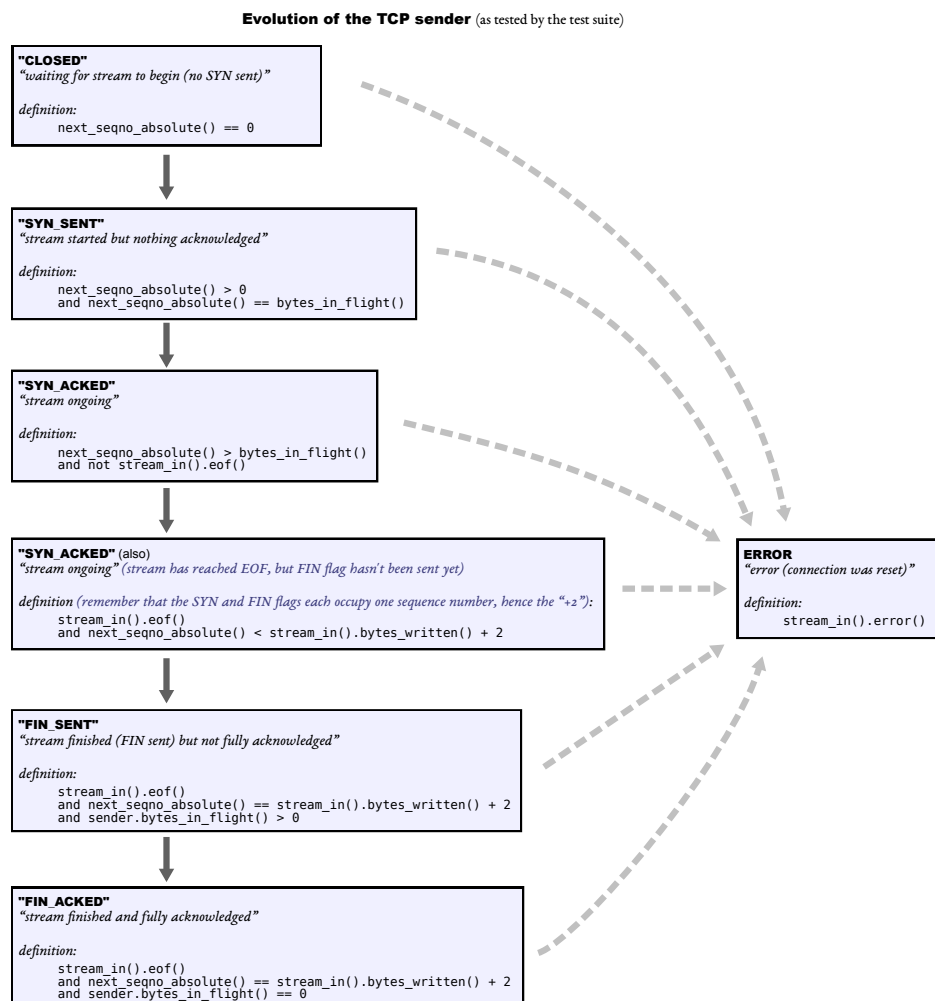 Evolution of the TCP sender (as tested by the test suite)
"CLOSED"
“waiting for stream to begin (no SYN sent)”
definition:
next_seqno_absolute() == 0
"SYN_SENT"
“stream started but nothing acknowledged”
definition:
next_seqno_absolute() > 0
and next_seqno_absolute() == bytes_in_flight()
"SYN_ACKED"
“stream ongoing”
definition:
next_seqno_absolute() > bytes_in_flight()
and not stream_in().eof()
"SYN_ACKED" (also)
“stream ongoing” (stream has reached EOF, but FIN flag hasn't been sent yet)
definition (remember that the SYN and FIN flags each occupy one sequence number, hence the “+2”):
stream_in().eof()
and next_seqno_absolute() < stream_in().bytes_written() + 2
ERROR
“error (connection was reset)”
definition:
stream_in().error()
"FIN_SENT"
“stream finished (FIN sent) but not fully acknowledged”
definition:
stream_in().eof()
and next_seqno_absolute() == stream_in().bytes_written() + 2
and sender.bytes_in_flight() > 0
"FIN_ACKED"
“stream finished and fully acknowledged”
definition:
stream_in().eof()
and next_seqno_absolute() == stream_in().bytes_written() + 2
and sender.bytes_in_flight() == 0